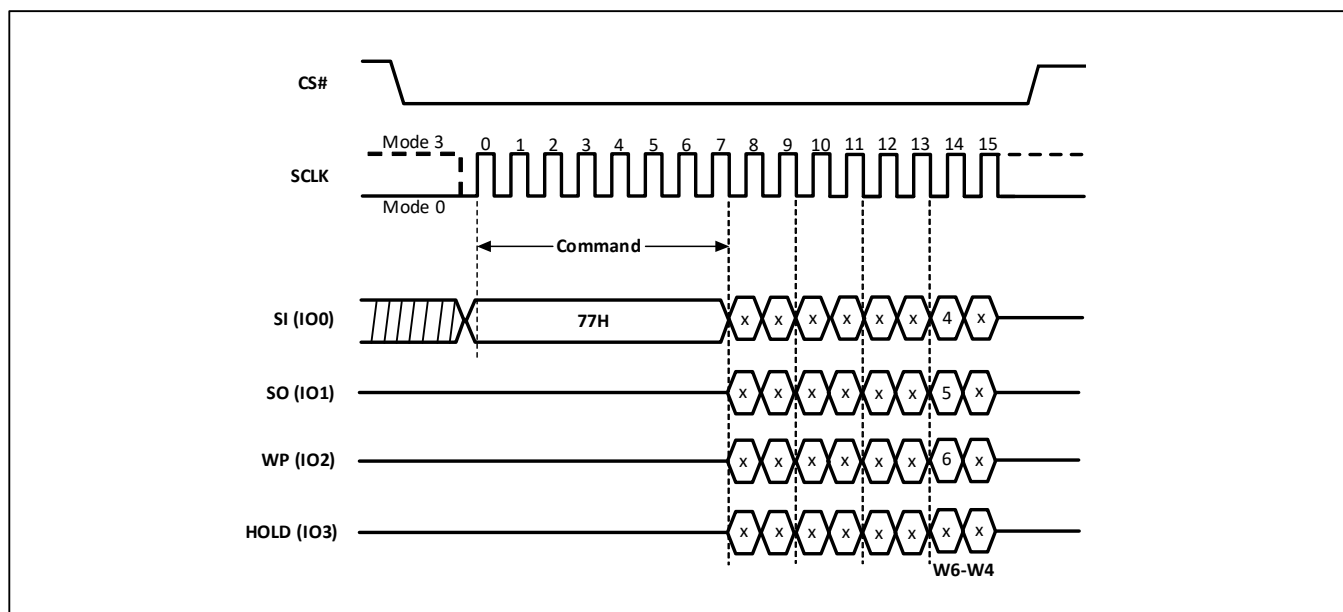 CS#
Mode 3 0 1 2 3 4 5 6 7 8 9 10 11 12 13 14 15
SCLK
Mode 0
Command
SI (IO0) 77H x x x x x x 4 x
SO (IO1) x x x x x x 5 x
WP (IO2) x x x x x x 6 x
HOLD (IO3) x x x x x x x x
W6-W4